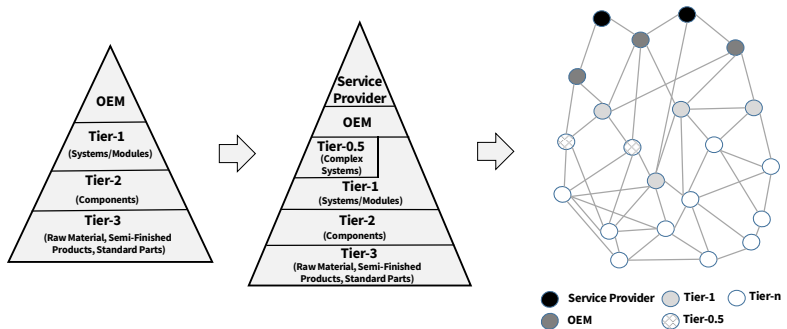 OEM
Tier-1
(Systems/Modules)
Tier-2
(Components)
Tier-3
(Raw Material, Semi-Finished
Products, Standard Parts)
Service
Provider
OEM
Tier-0.5
(Complex
Systems)
Tier-1
(Systems/Modules)
Tier-2
(Components)
Tier-3
(Raw Material, Semi-Finished
Products, Standard Parts)
Service Provider
Tier-1
Tier-n
OEM
Tier-0.5